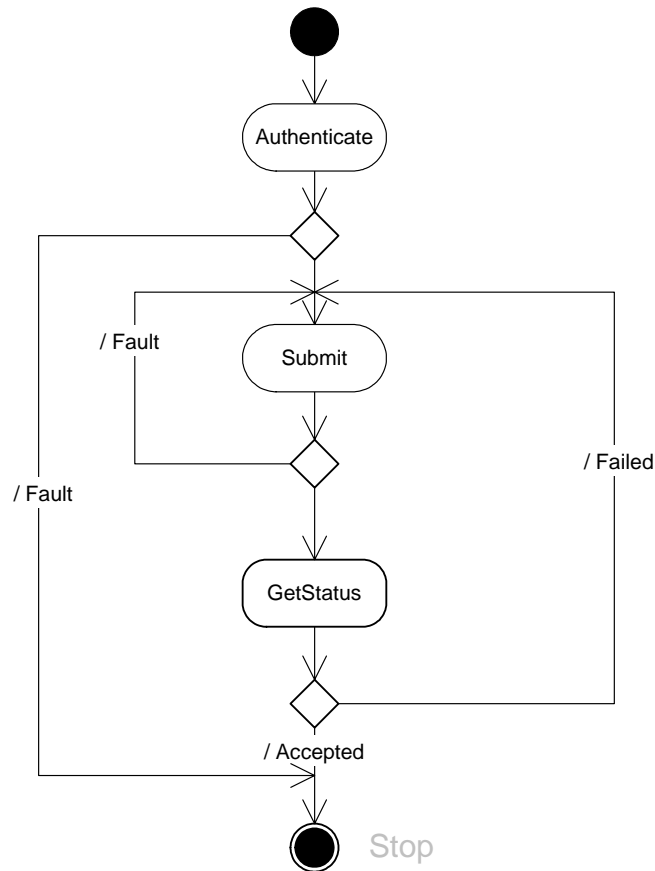 Authenticate
/ Fault
Submit
/ Failed
/ Fault
GetStatus
/ Accepted
Stop